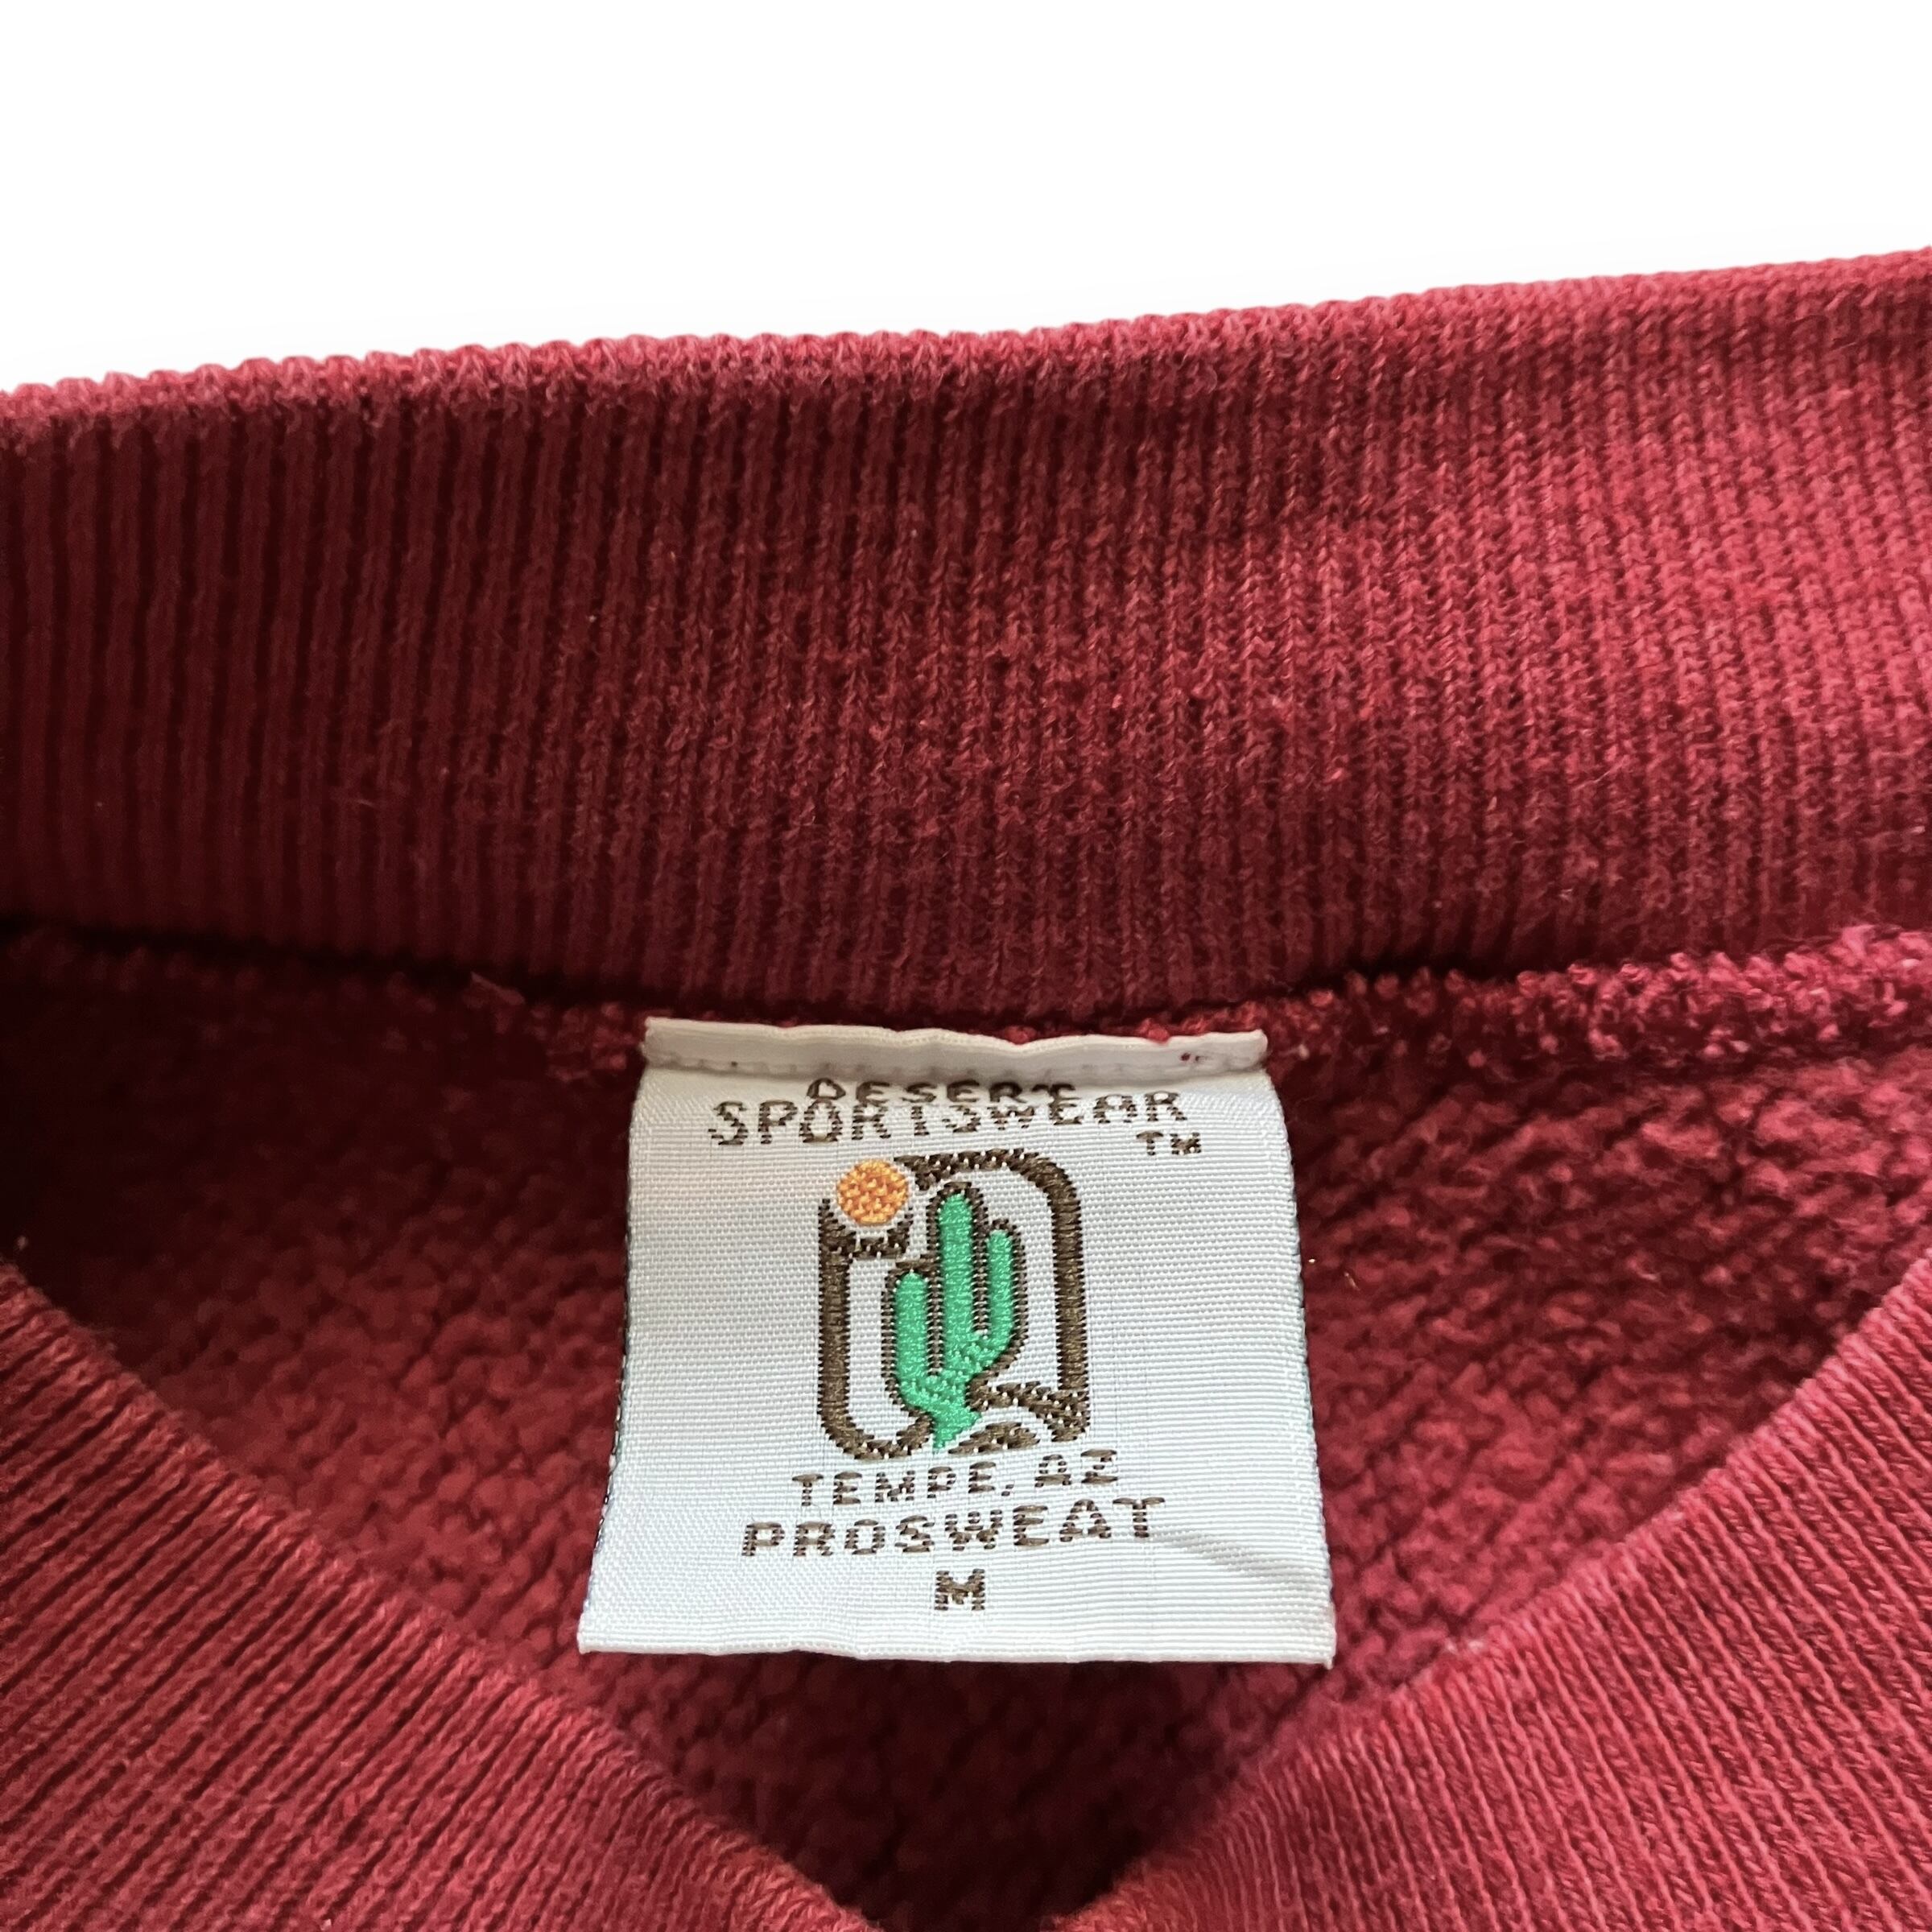 DESERT
SPORTSWEAR
TM
TEMPE, AZ
PROSWEAT
M